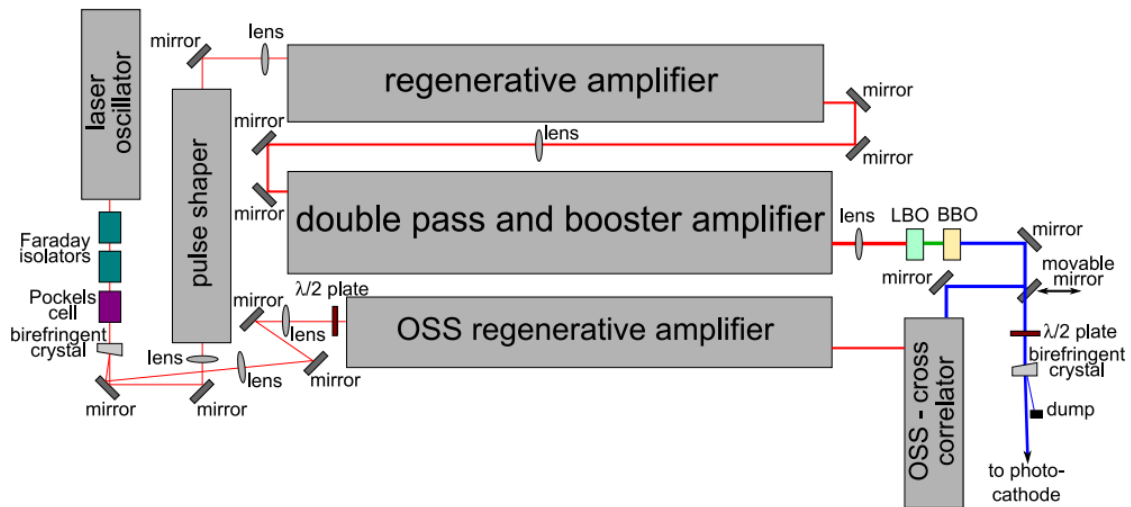 laser
oscillator
Faraday
isolators
Pockels
cell
birefringent
crystal
mirror
lens
mirror
pulse shaper
mirror
lens
regenerative amplifier
mirror
mirror
lens
mirror
mirror
double pass and booster amplifier
lens
LBO
BBO
mirror
movable
mirror
mirror
λ/2 plate
birefringent
crystal
dump
to photo-
cathode
lens
mirror
mirror
lens
λ/2 plate
OSS regenerative amplifier
OSS - cross
correlator